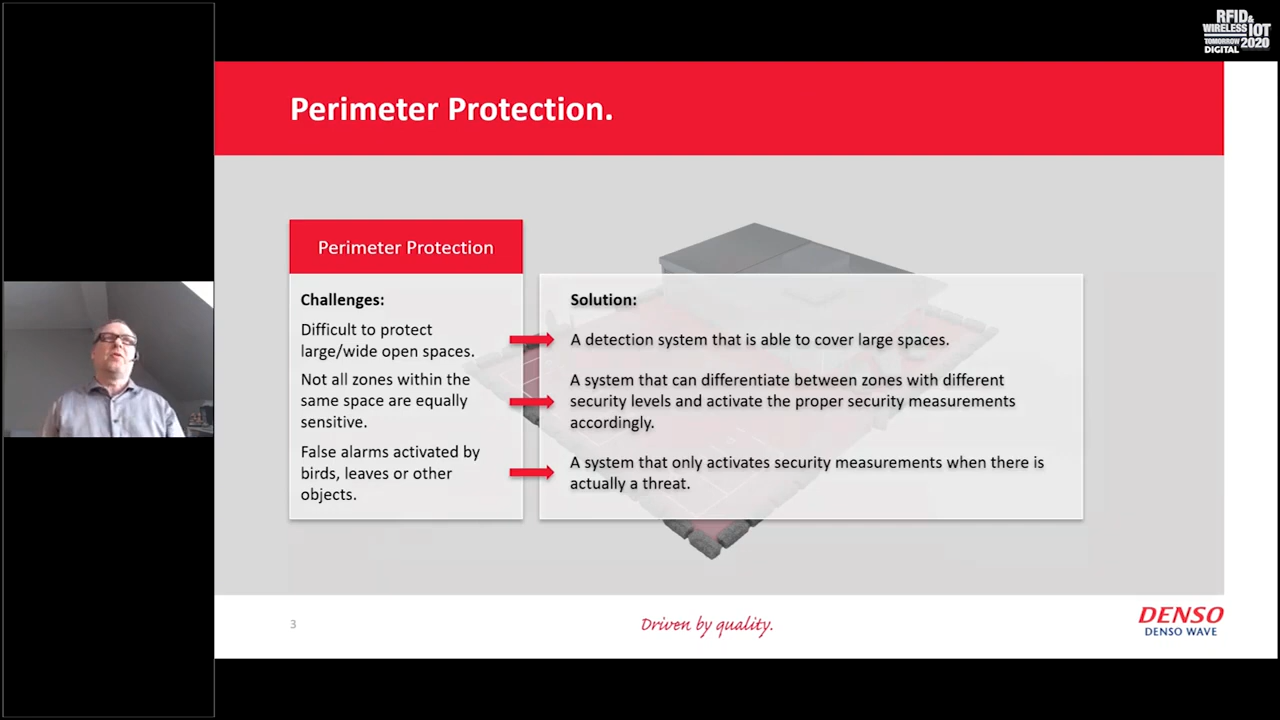 RFID&
WIRELESS IOT
TOMORROW 2020
DIGITAL
Perimeter Protection.
Perimeter Protection
Challenges:
Difficult to protect
large/wide open spaces.
Not all zones within the
same space are equally
sensitive.
False alarms activated by
birds, leaves or other
objects.
Solution:
A detection system that is able to cover large spaces.
A system that can differentiate between zones with different
security levels and activate the proper security measurements
accordingly.
A system that only activates security measurements when there is
actually a threat.
3
Driven by quality.
DENSO
DENSO WAVE